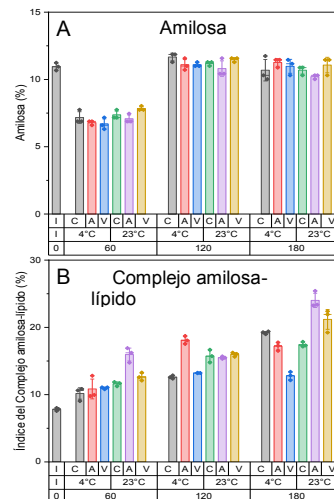 A
Amilosa
Amilosa (%)
15
10
5
0
I
C
A
V
C
A
V
C
A
V
C
A
V
C
A
V
C
A
V
I
4°C
23°C
4°C
23°C
4°C
23°C
0
60
120
180
B
Complejo amilosa-
lípido
Índice del Complejo amilosa-lípido (%)
30
20
10
0
I
C
A
V
C
A
V
C
A
V
C
A
V
C
A
V
C
A
V
I
4°C
23°C
4°C
23°C
4°C
23°C
0
60
120
180